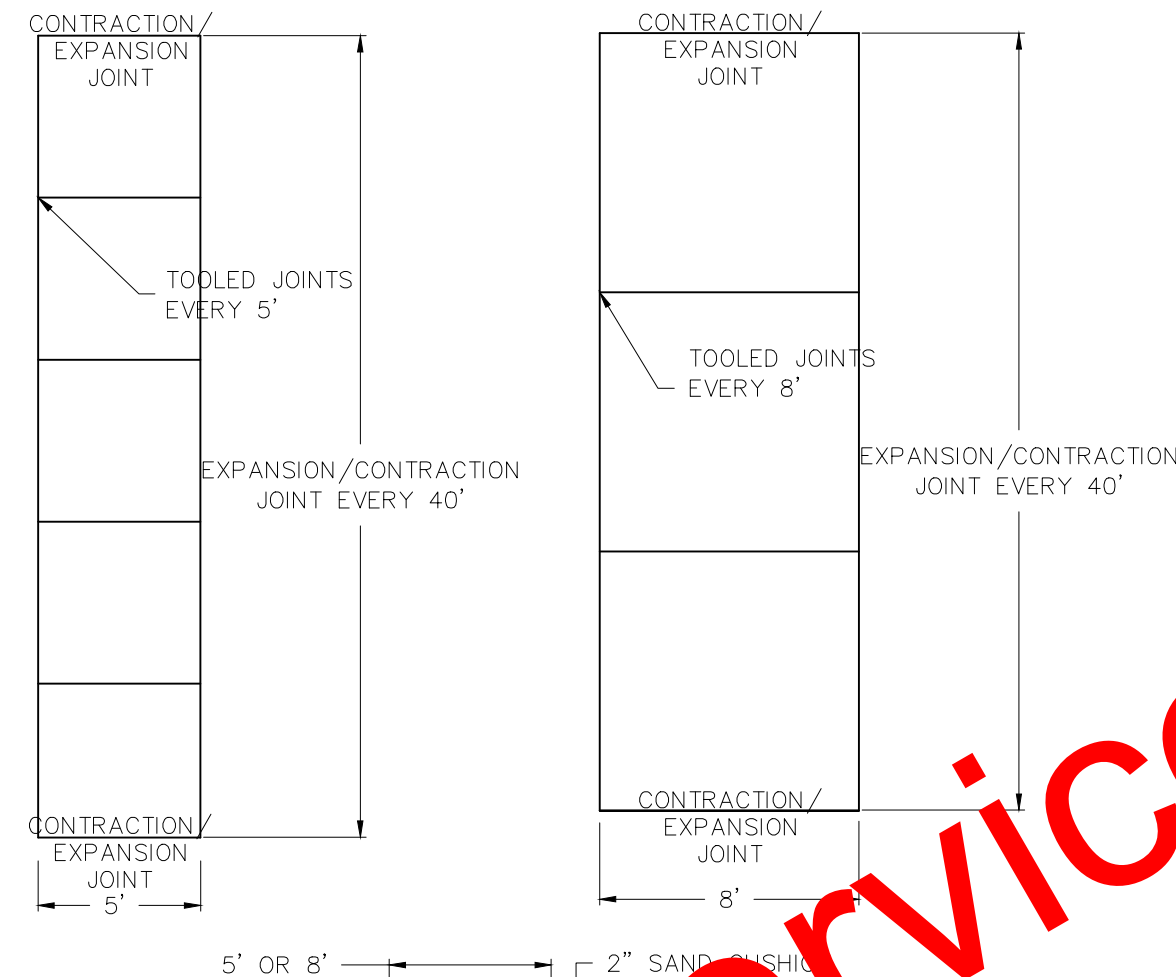 CONTRACTION/
EXPANSION
JOINT
TOOLED JOINTS
EVERY 5'
EXPANSION/CONTRACTION
JOINT EVERY 40'
CONTRACTION/
EXPANSION
JOINT
5'
CONTRACTION/
EXPANSION
JOINT
TOOLED JOINTS
EVERY 8'
EXPANSION/CONTRACTION
JOINT EVERY 40'
CONTRACTION/
EXPANSION
JOINT
8'
5' OR 8'
2" SAND